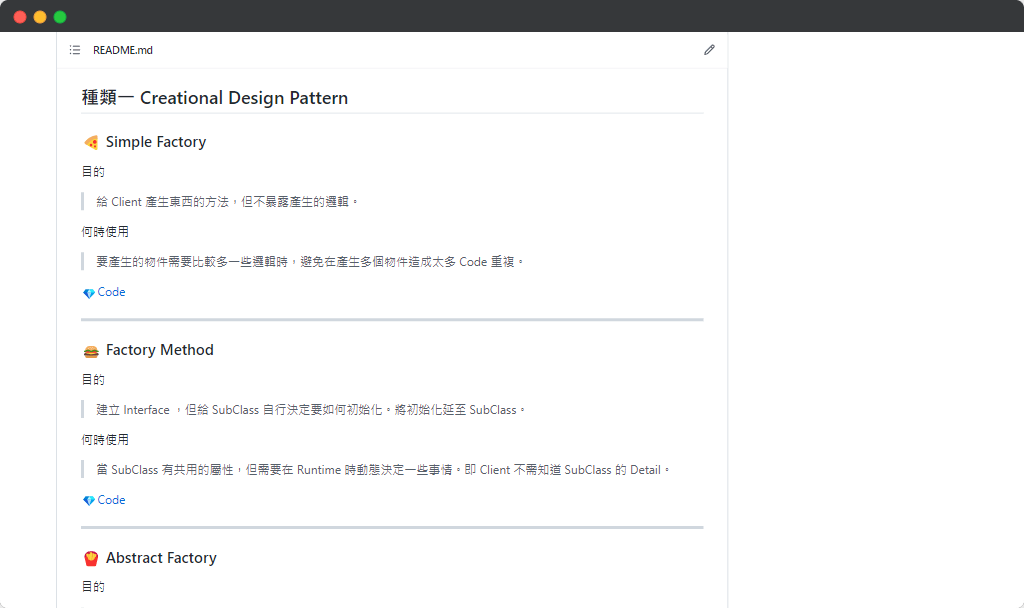 README.md
種類一 Creational Design Pattern
🍕 Simple Factory
目的
給 Client 產生東西的方法，但不暴露產生的邏輯。
何時使用
要產生的物件需要比較多一些邏輯時，避免在產生多個物件造成太多 Code 重複。
💎 Code
🍔 Factory Method
目的
建立 Interface ，但給 SubClass 自行決定要如何初始化。將初始化延至 SubClass。
何時使用
當 SubClass 有共用的屬性，但需要在 Runtime 時動態決定一些事情。即 Client 不需知道 SubClass 的 Detail。
💎 Code
🍟 Abstract Factory
目的